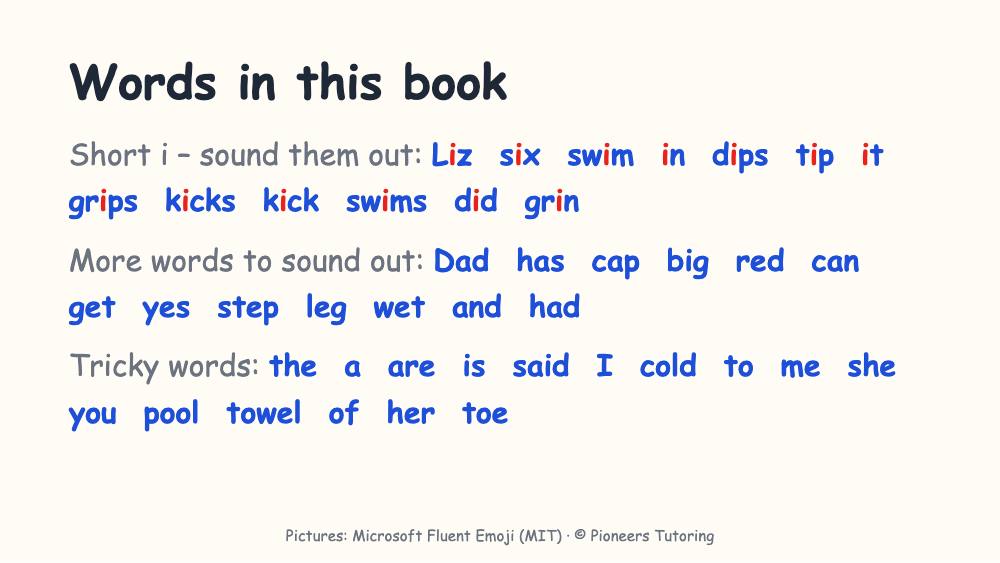 Words in this book
Short i – sound them out: Liz six swim in dips tip it
grips kicks kick swims did grin
More words to sound out: Dad has cap big red can
get yes step leg wet and had
Tricky words: the a are is said I cold to me she
you pool towel of her toe
Pictures: Microsoft Fluent Emoji (MIT) · © Pioneers Tutoring